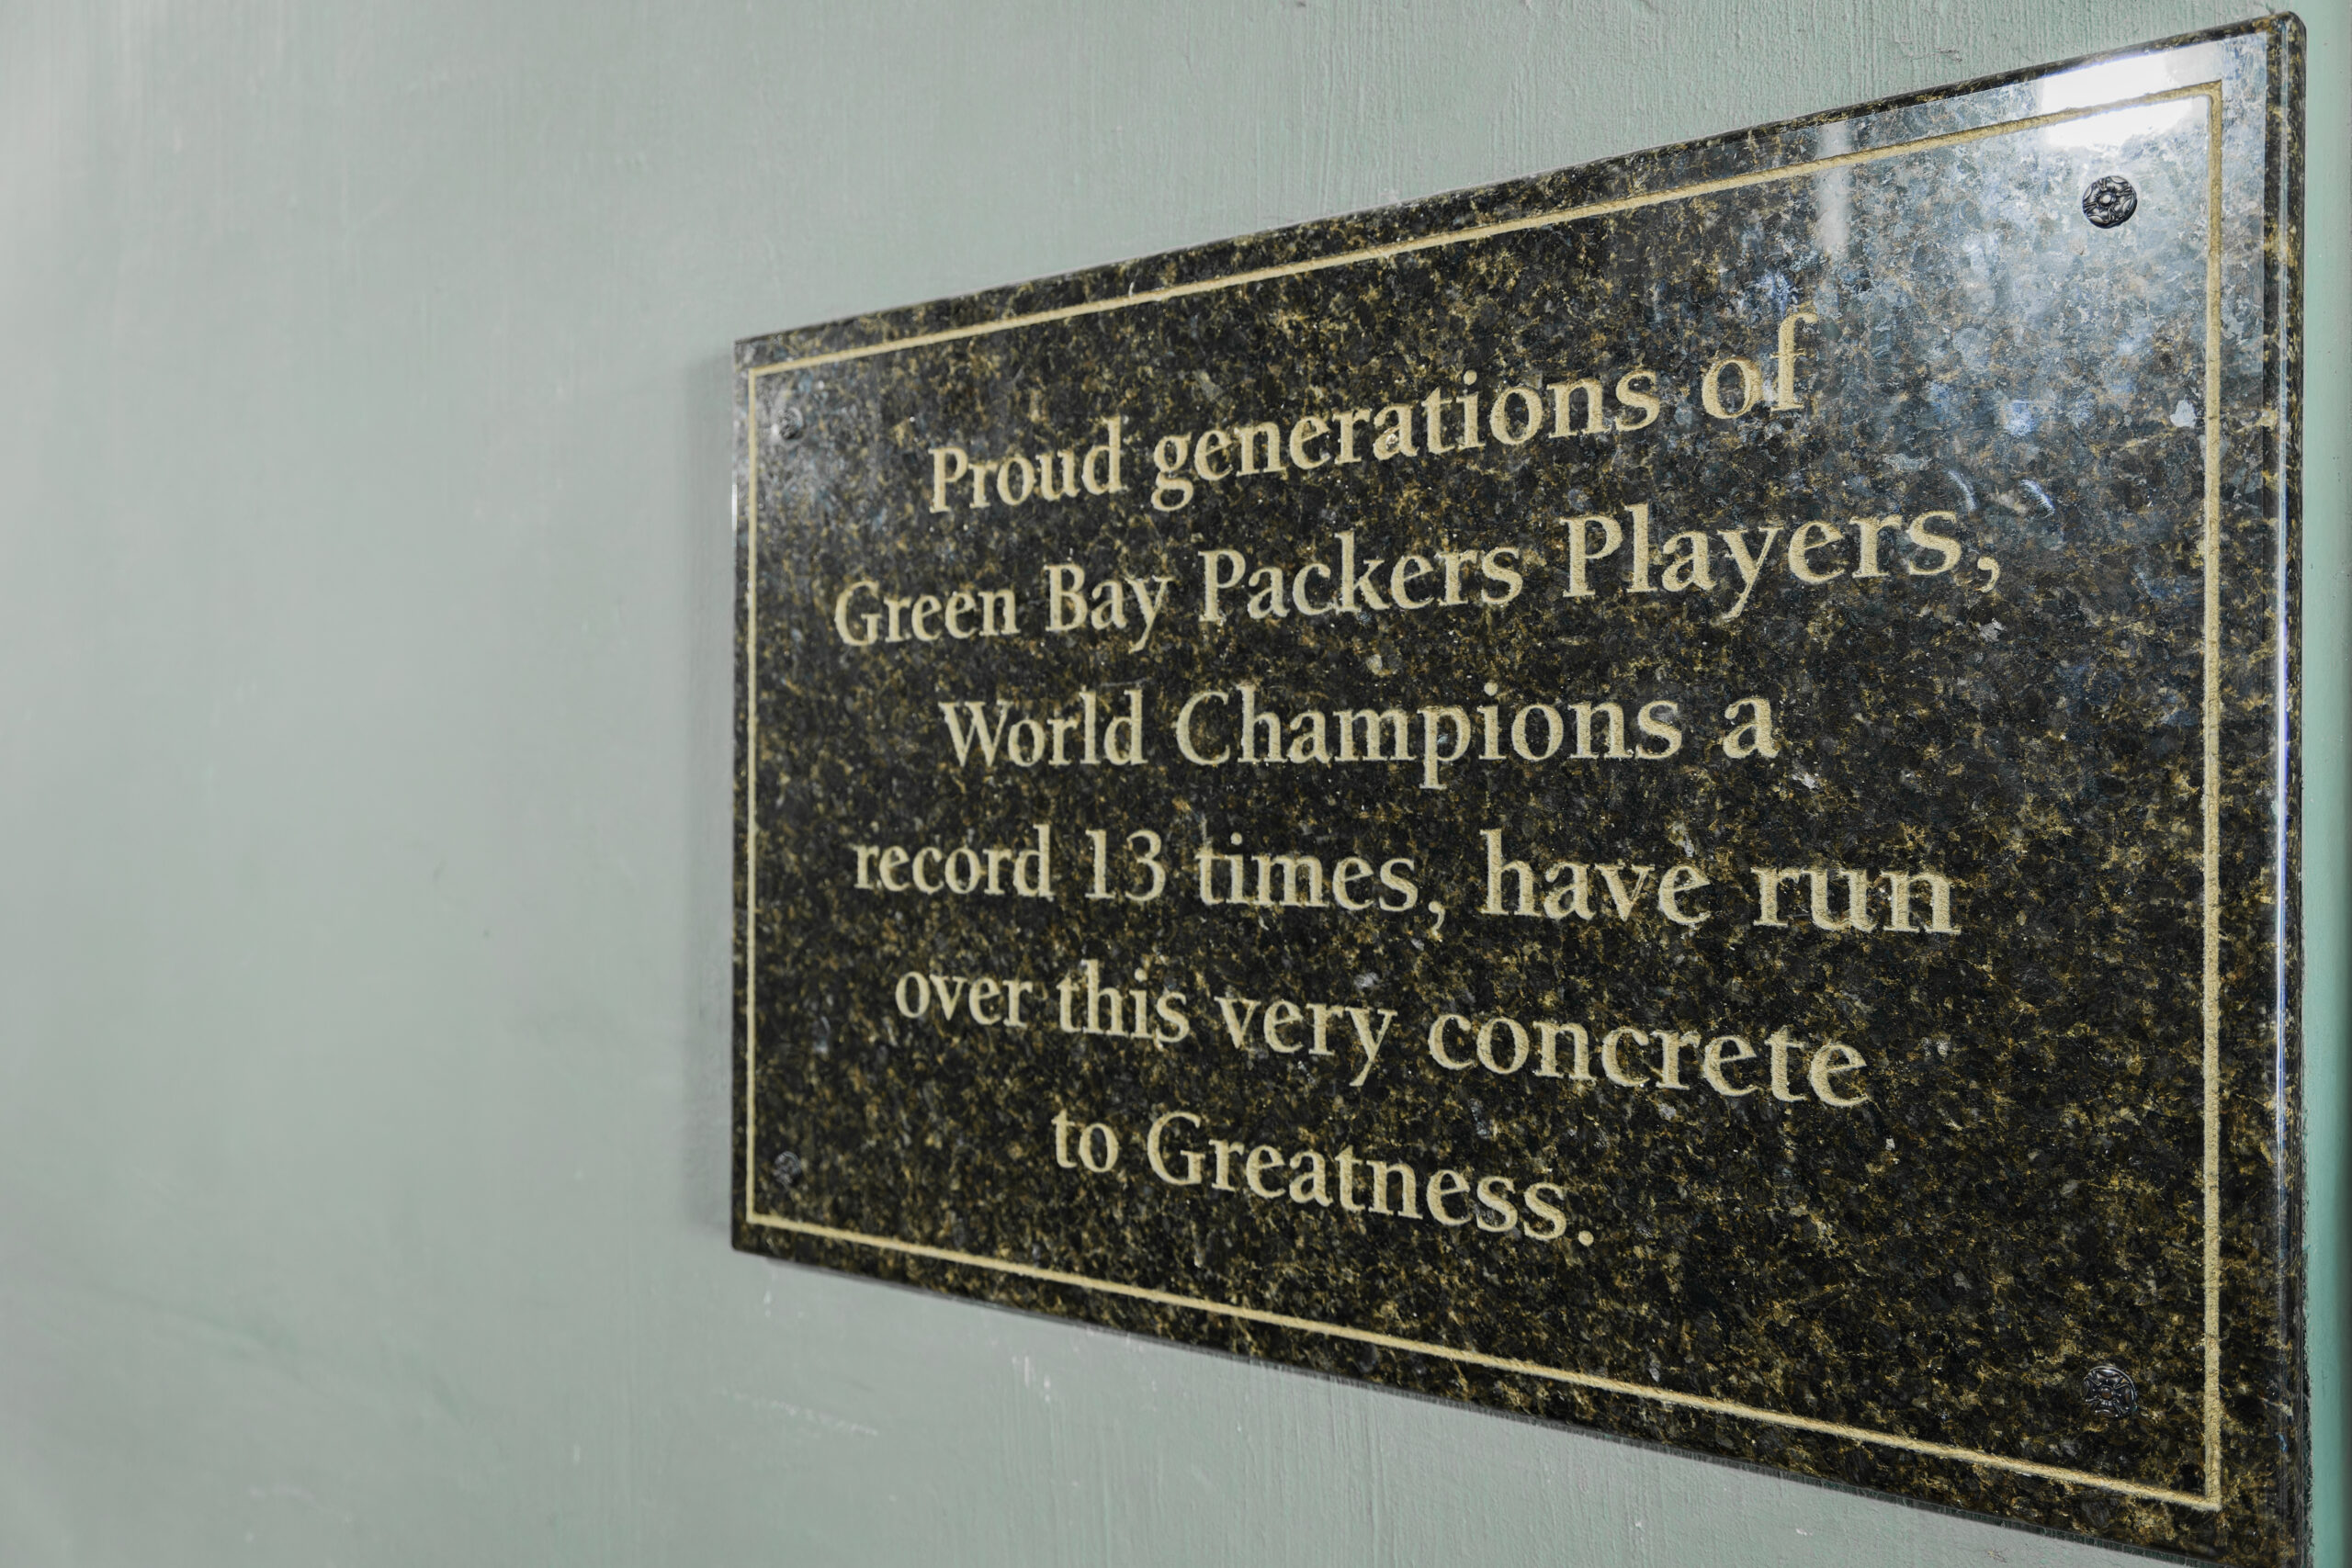 Proud generations of
Green Bay Packers Players,
World Champions a
record 13 times, have run
over this very concrete
to Greatness.